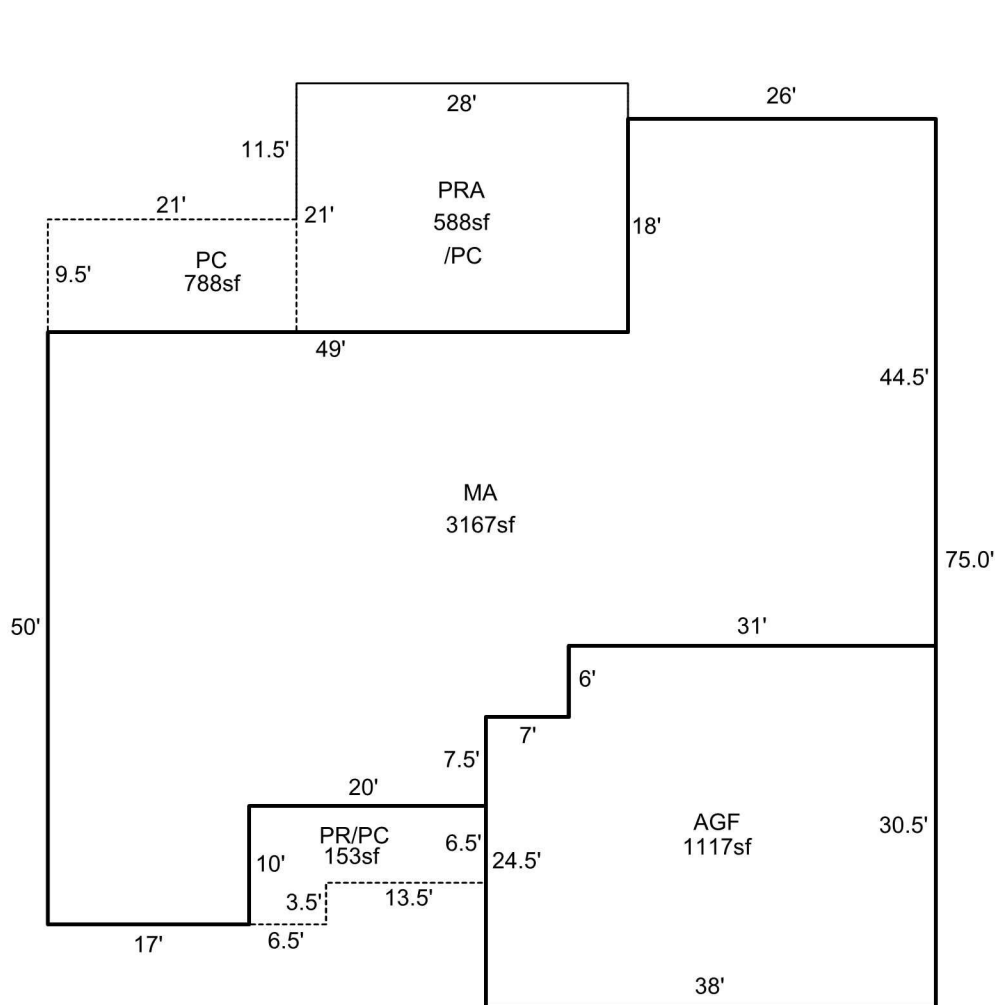 26'
28'
11.5'
PRA
21'
21'
588sf
18'
/PC
PC
9.5'
788sf
49'
44.5'
MA
3167sf
75.0'
50'
31'
6'
7'
7.5'
20'
AGF
30.5'
PR/PC
6.5'
1117sf
153sf
24.5'
10'
13.5'
3.5'
6.5'
17'
38'